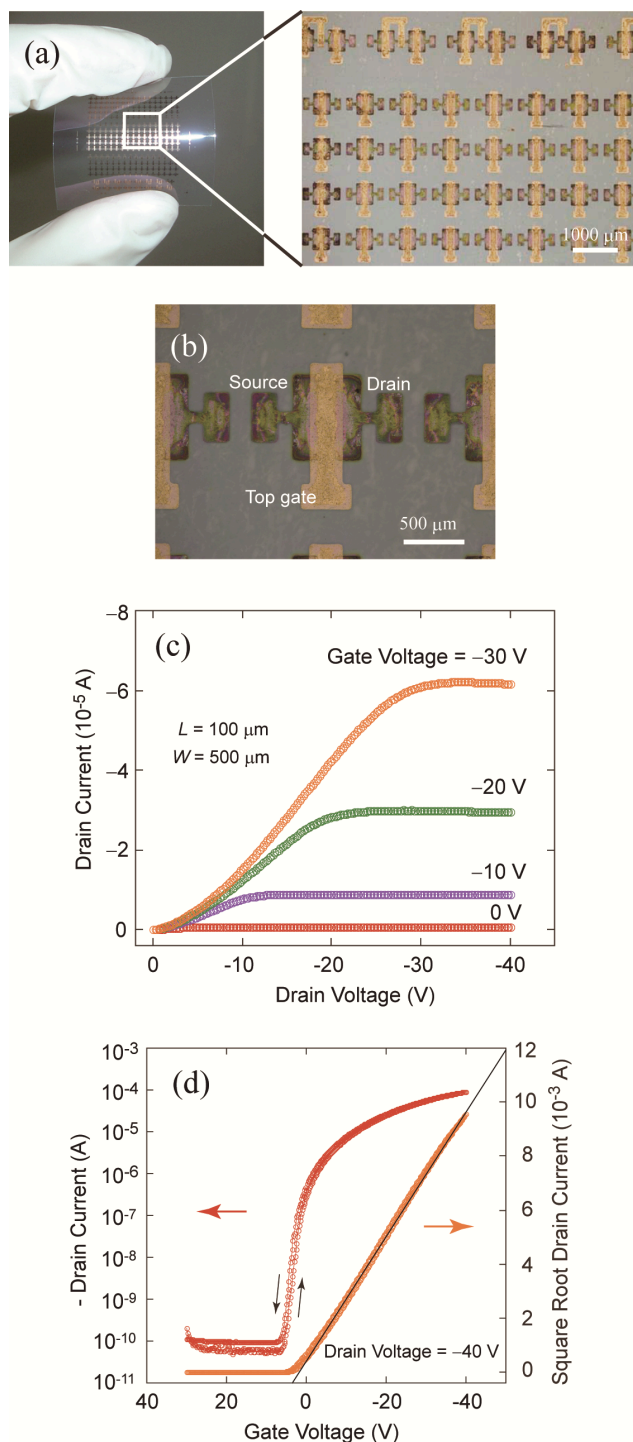 (a)
1000 μm
(b)
Source
Drain
Top gate
500 μm
(c)
Gate Voltage = −30 V
L = 100 μm
W = 500 μm
−20 V
−10 V
0 V
−8
−6
−4
−2
0
Drain Current (10⁻⁵ A)
0 -10 -20 -30 -40
Drain Voltage (V)
(d)
10⁻³
10⁻⁴
10⁻⁵
10⁻⁶
10⁻⁷
10⁻⁸
10⁻⁹
10⁻¹⁰
10⁻¹¹
- Drain Current (A)
12
10
8
6
4
2
0
Square Root Drain Current (10⁻³ A)
Drain Voltage = −40 V
40 20 0 -20 -40
Gate Voltage (V)